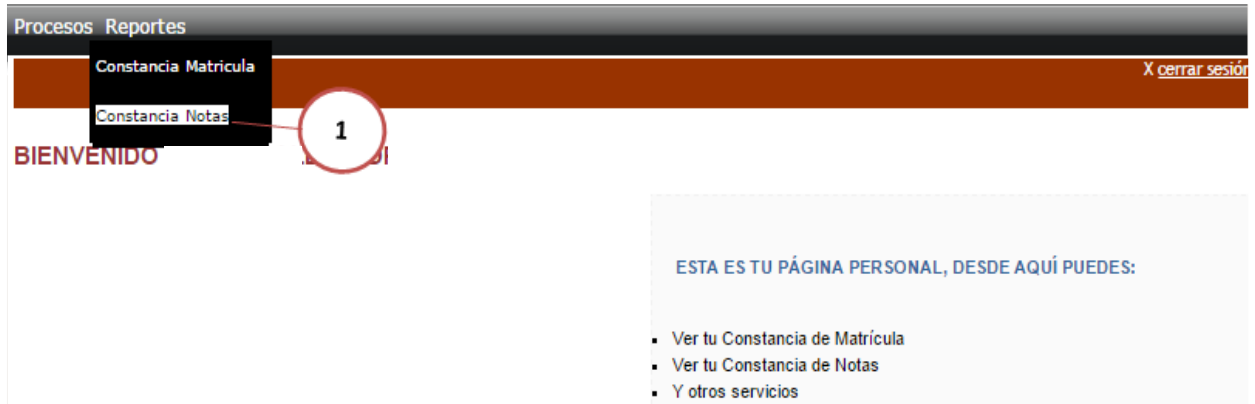 Procesos Reportes
Constancia Matricula
X cerrar sesión
Constancia Notas
1
BIENVENIDO
ESTA ES TU PÁGINA PERSONAL, DESDE AQUÍ PUEDES:
Ver tu Constancia de Matrícula
Ver tu Constancia de Notas
Y otros servicios